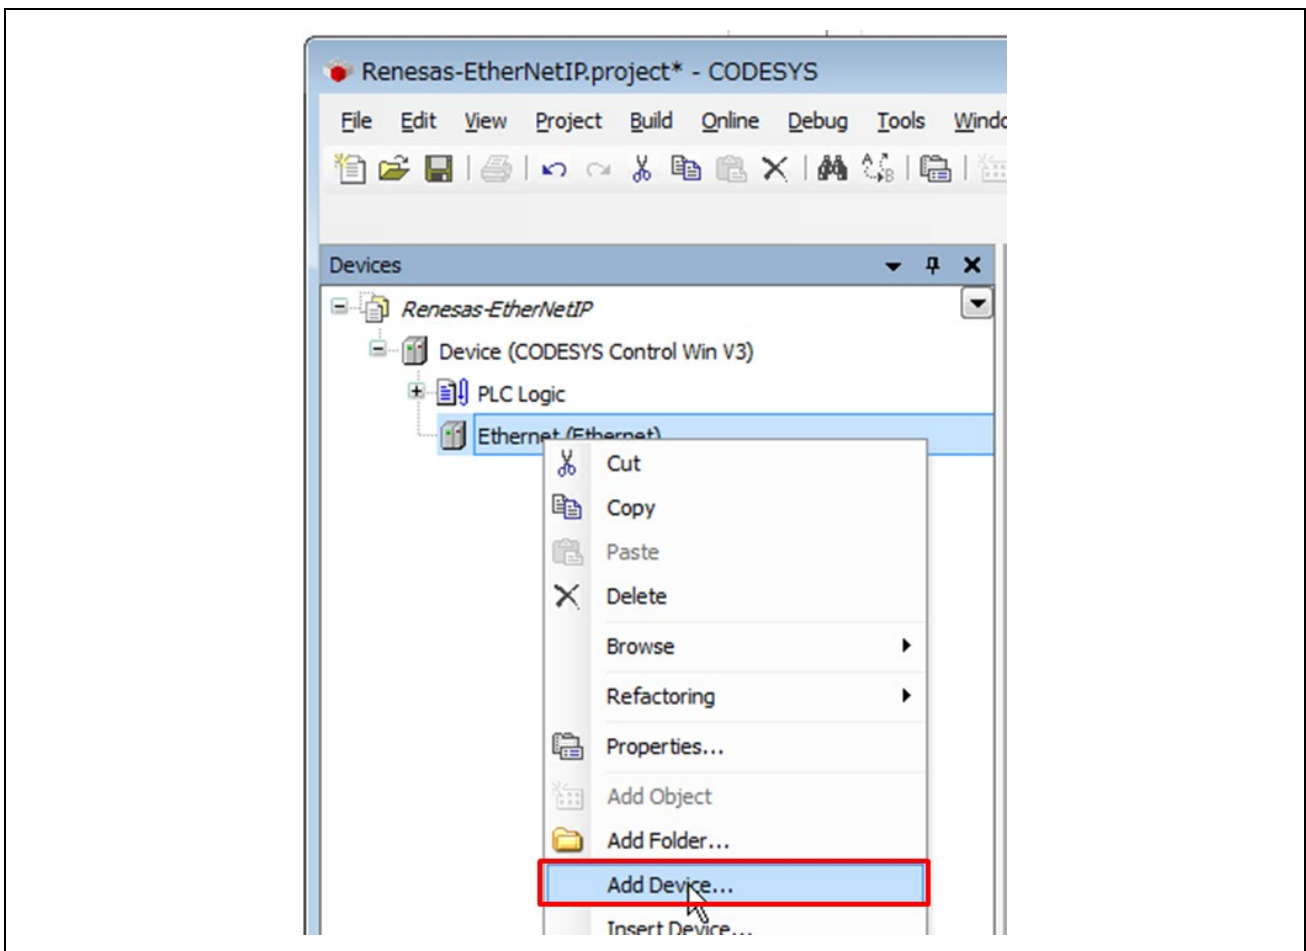 Renesas-EtherNetIP.project* - CODESYS
File Edit View Project Build Online Debug Tools Windo
Devices
Renesas-EtherNetIP
Device (CODESYS Control Win V3)
PLC Logic
Ethernet (Ethernet)
Cut
Copy
Paste
Delete
Browse
Refactoring
Properties...
Add Object
Add Folder...
Add Device...
Insert Device...